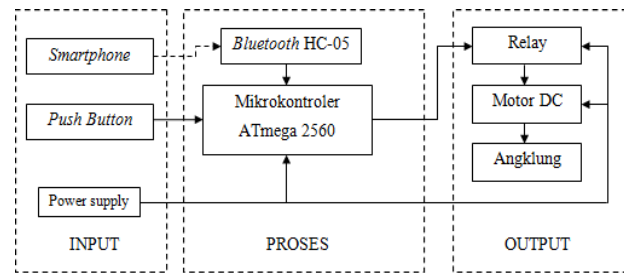 Smartphone
Push Button
Power supply
INPUT
Bluetooth HC-05
Mikrokontroler
ATmega 2560
PROSES
Relay
Motor DC
Angklung
OUTPUT